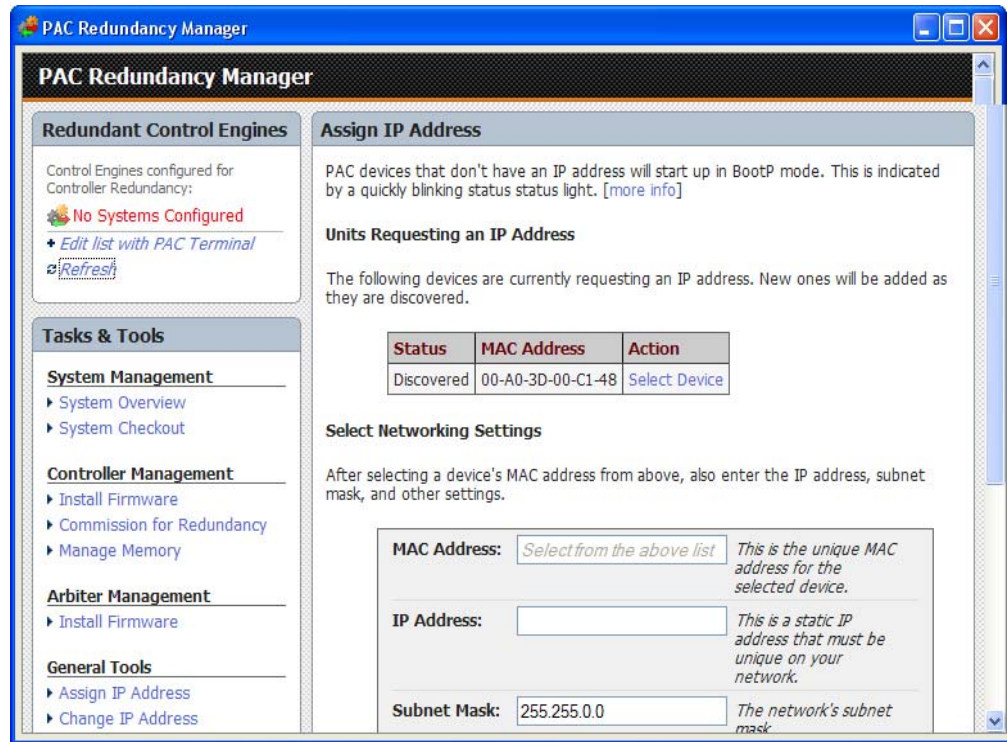 PAC Redundancy Manager
PAC Redundancy Manager
Redundant Control Engines
Control Engines configured for
Controller Redundancy:
No Systems Configured
Edit list with PAC Terminal
Refresh
Tasks & Tools
System Management
System Overview
System Checkout
Controller Management
Install Firmware
Commission for Redundancy
Manage Memory
Arbiter Management
Install Firmware
General Tools
Assign IP Address
Change IP Address
Assign IP Address
PAC devices that don't have an IP address will start up in BootP mode. This is indicated
by a quickly blinking status status light. [more info]
Units Requesting an IP Address
The following devices are currently requesting an IP address. New ones will be added as
they are discovered.
Status MAC Address Action
Discovered 00-A0-3D-00-C1-48 Select Device
Select Networking Settings
After selecting a device's MAC address from above, also enter the IP address, subnet
mask, and other settings.
MAC Address: Select from the above list This is the unique MAC
address for the
selected device.
IP Address: This is a static IP
address that must be
unique on your
network.
Subnet Mask: 255.255.0.0 The network's subnet
mask